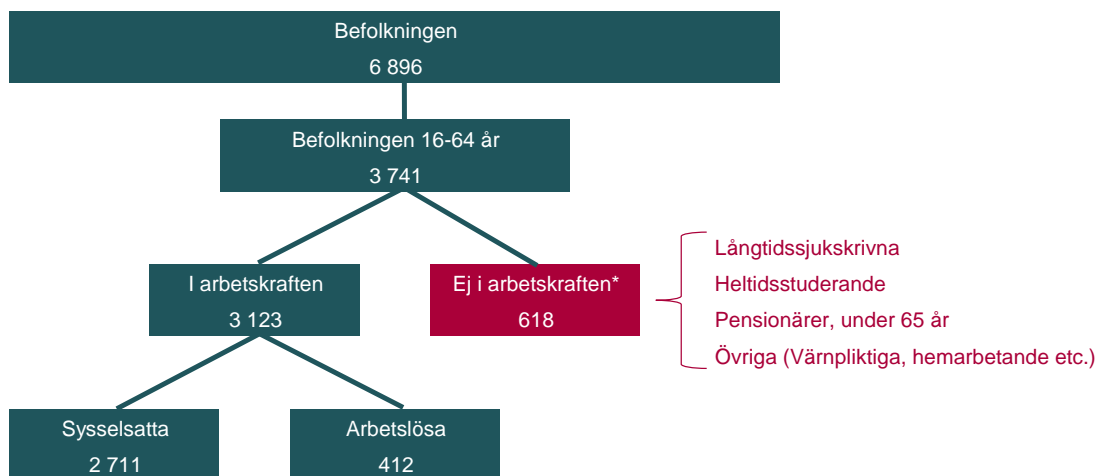 Befolkningen
6 896
Befolkningen 16-64 år
3 741
I arbetskraften
3 123
Ej i arbetskraften*
618
Långtidssjukskrivna
Heltidsstuderande
Pensionärer, under 65 år
Övriga (Värnpliktiga, hemarbetande etc.)
Sysselsatta
2 711
Arbetslösa
412